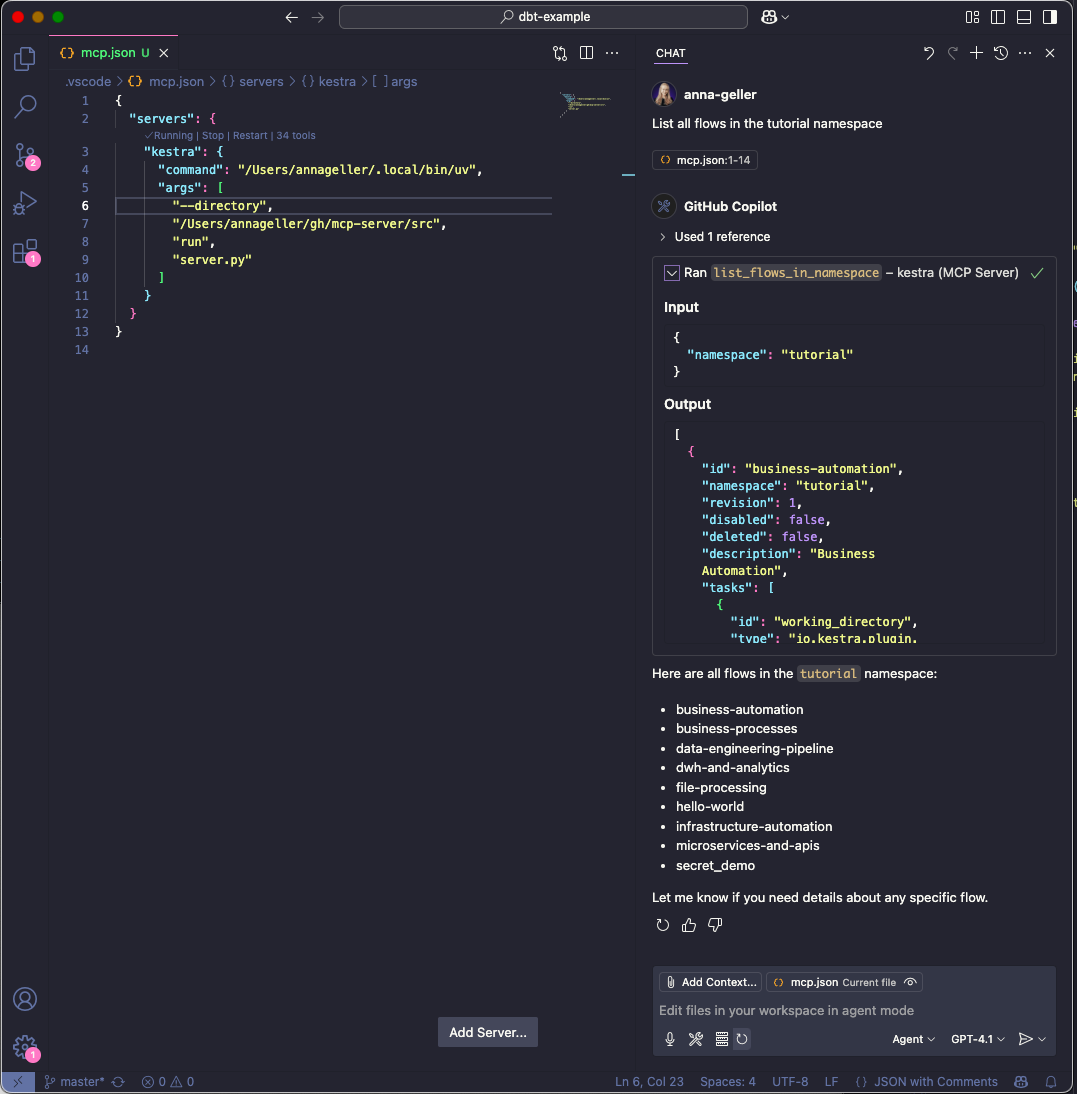 dbt-example
mcp.json U
.vscode > mcp.json > {} servers > {} kestra > [ ] args
1 {
2 "servers": {
✓Running | Stop | Restart | 34 tools
3 "kestra": {
4 "command": "/Users/annageller/.local/bin/uv",
5 "args": [
6 "--directory",
7 "/Users/annageller/gh/mcp-server/src",
8 "run",
9 "server.py"
10 ]
11 }
12 }
13 }
14
2
1
1
Add Server...
CHAT
anna-geller
List all flows in the tutorial namespace
mcp.json:1-14
GitHub Copilot
> Used 1 reference
Ran list_flows_in_namespace – kestra (MCP Server)
Input
{
"namespace": "tutorial"
}
Output
[
{
"id": "business-automation",
"namespace": "tutorial",
"revision": 1,
"disabled": false,
"deleted": false,
"description": "Business
Automation",
"tasks": [
{
"id": "working_directory",
"type": "io.kestra.plugin.
Here are all flows in the tutorial namespace:
• business-automation
• business-processes
• data-engineering-pipeline
• dwh-and-analytics
• file-processing
• hello-world
• infrastructure-automation
• microservices-and-apis
• secret_demo
Let me know if you need details about any specific flow.
Add Context...
mcp.json Current file
Edit files in your workspace in agent mode
Agent
GPT-4.1
master*
0 0
Ln 6, Col 23
Spaces: 4
UTF-8
LF
{} JSON with Comments